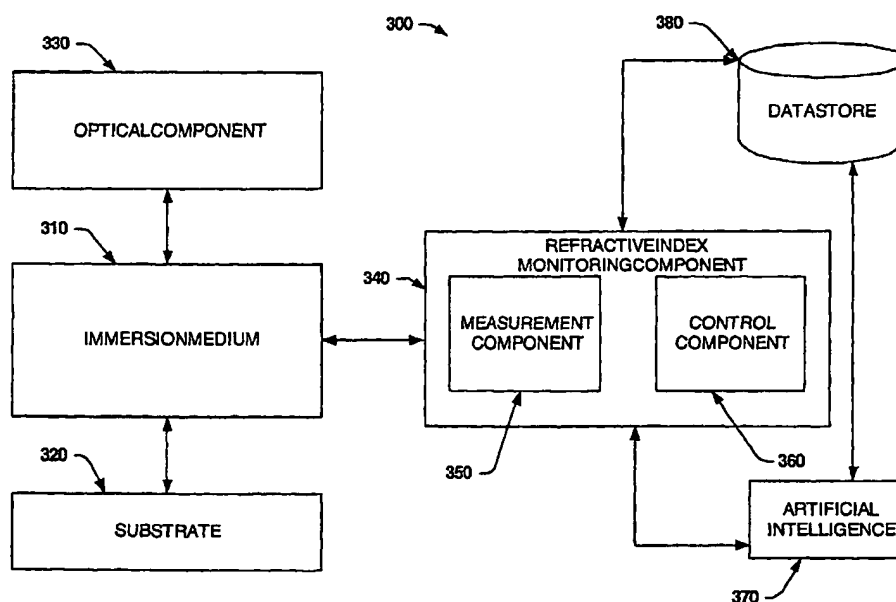 300
330
380
OPTICALCOMPONENT
DATASTORE
310
340
REFRACTIVEINDEX
MONITORINGCOMPONENT
IMMERSIONMEDIUM
MEASUREMENT
COMPONENT
CONTROL
COMPONENT
320
350
360
SUBSTRATE
ARTIFICIAL
INTELLIGENCE
370